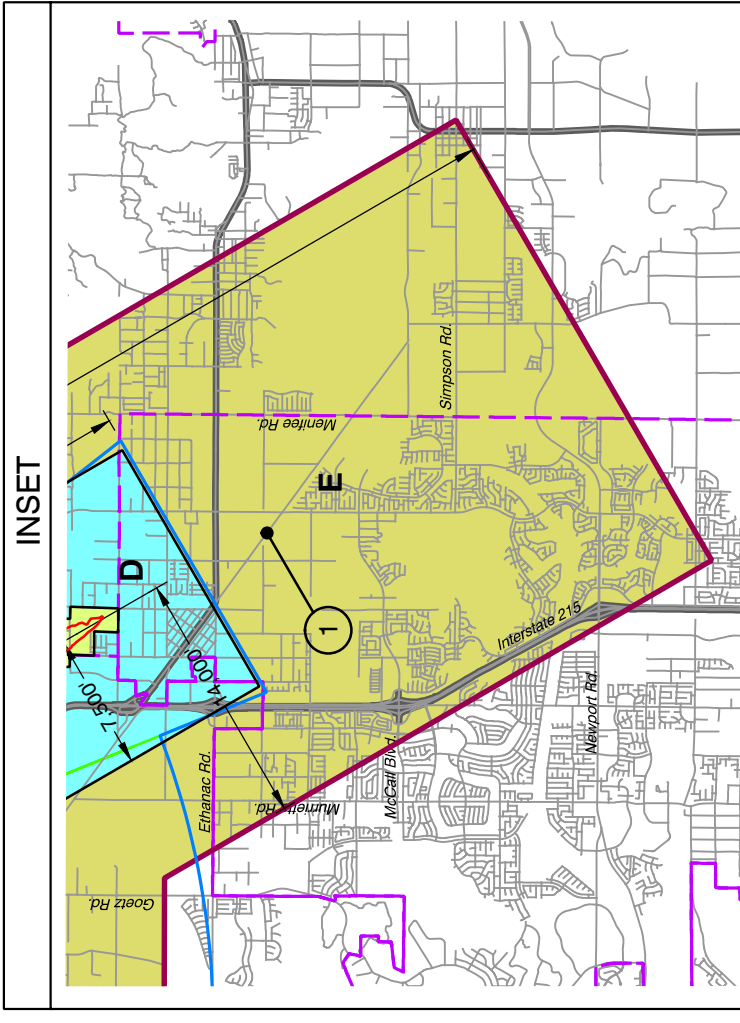 INSET
D
E
1
7,500'
14,000'
Menifee Rd.
Simpson Rd.
Interstate 215
Newport Rd.
McCall Blvd.
Murrieta Rd.
Ethanac Rd.
Goetz Rd.